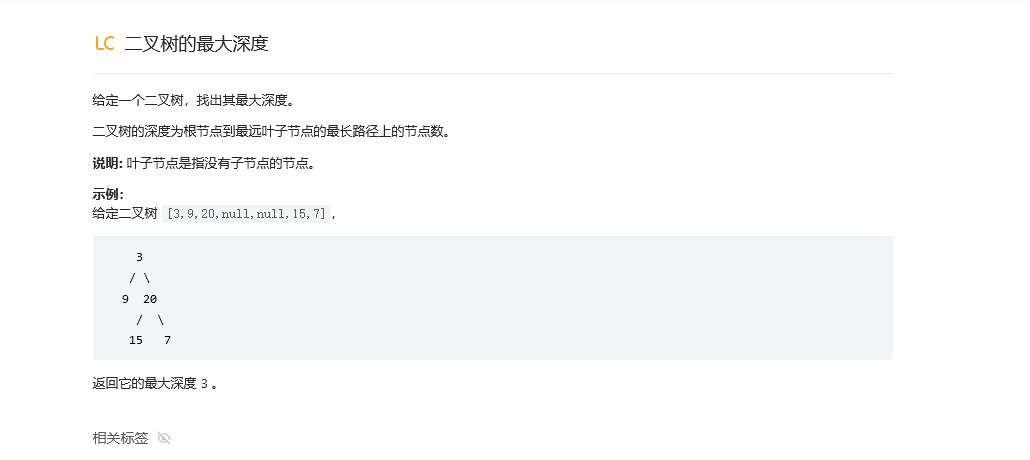 LC 二叉树的最大深度
给定一个二叉树，找出其最大深度。
二叉树的深度为根节点到最远叶子节点的最长路径上的节点数。
说明: 叶子节点是指没有子节点的节点。
示例：
给定二叉树 [3,9,20,null,null,15,7]，
3
/ \
9  20
/  \
15   7
返回它的最大深度 3 。
相关标签